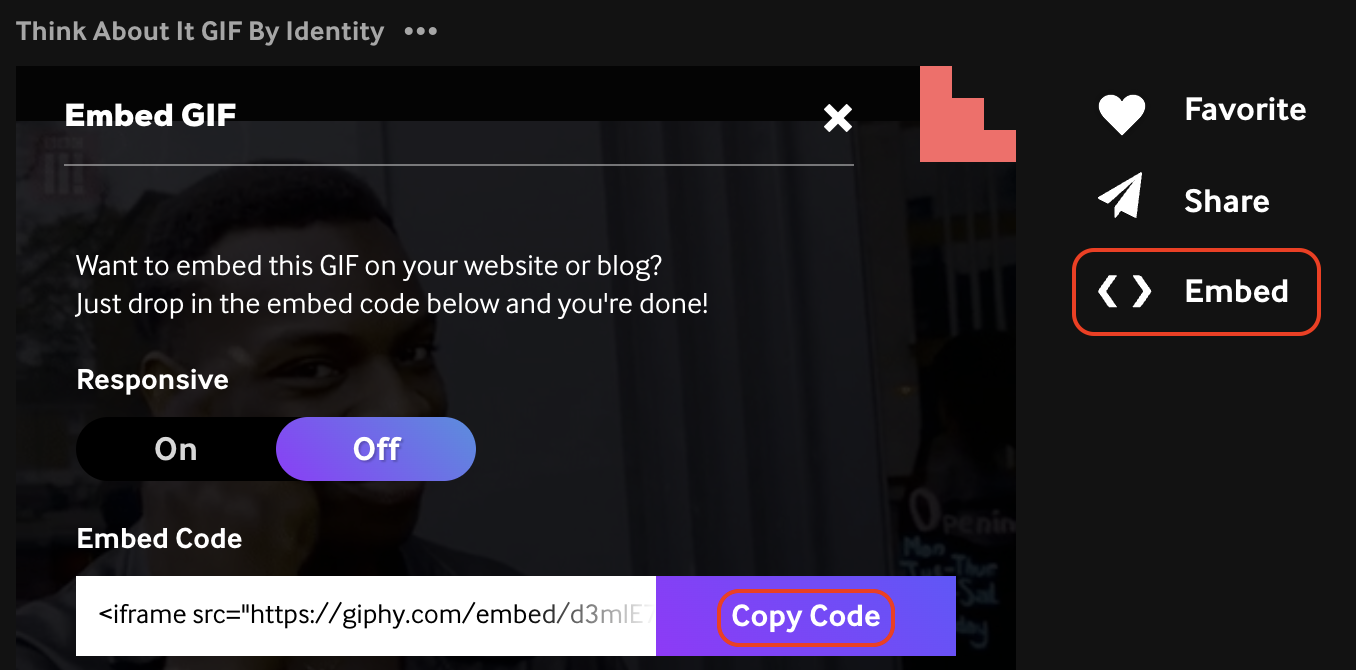 Think About It GIF By Identity •••
Embed GIF
Favorite
Share
Embed
Want to embed this GIF on your website or blog?
Just drop in the embed code below and you're done!
Responsive
On Off
Embed Code
<iframe src="https://giphy.com/embed/d3mlE7
Copy Code